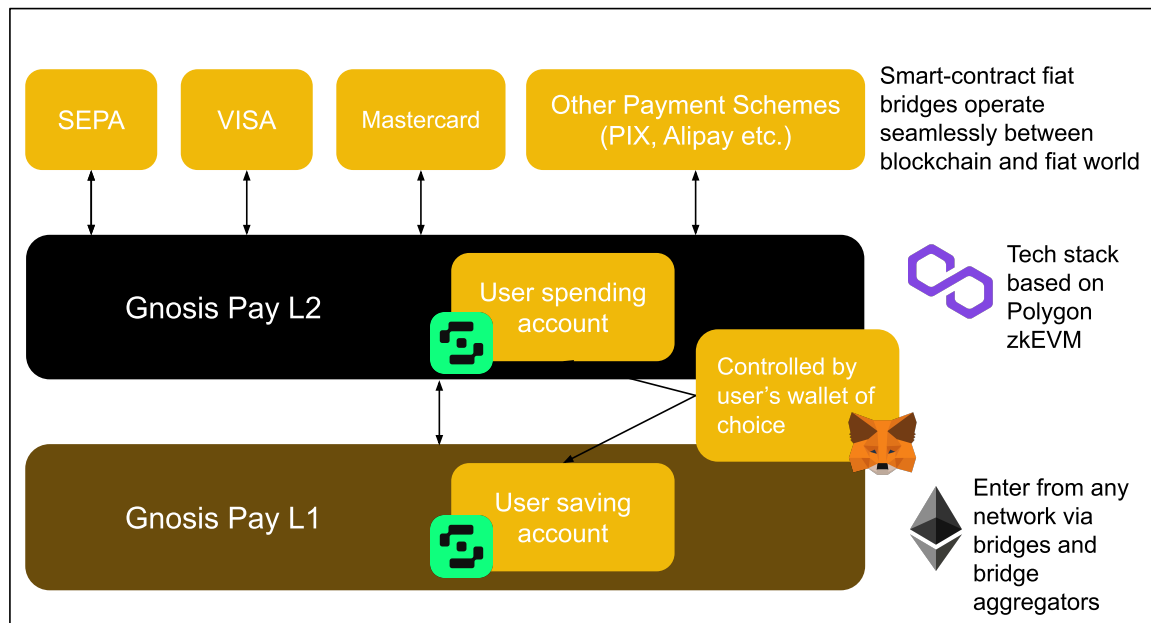 SEPA
VISA
Mastercard
Other Payment Schemes
(PIX, Alipay etc.)
Smart-contract fiat
bridges operate
seamlessly between
blockchain and fiat world
Gnosis Pay L2
User spending
account
Tech stack
based on
Polygon
zkEVM
Controlled by
user’s wallet of
choice
Gnosis Pay L1
User saving
account
Enter from any
network via
bridges and
bridge
aggregators